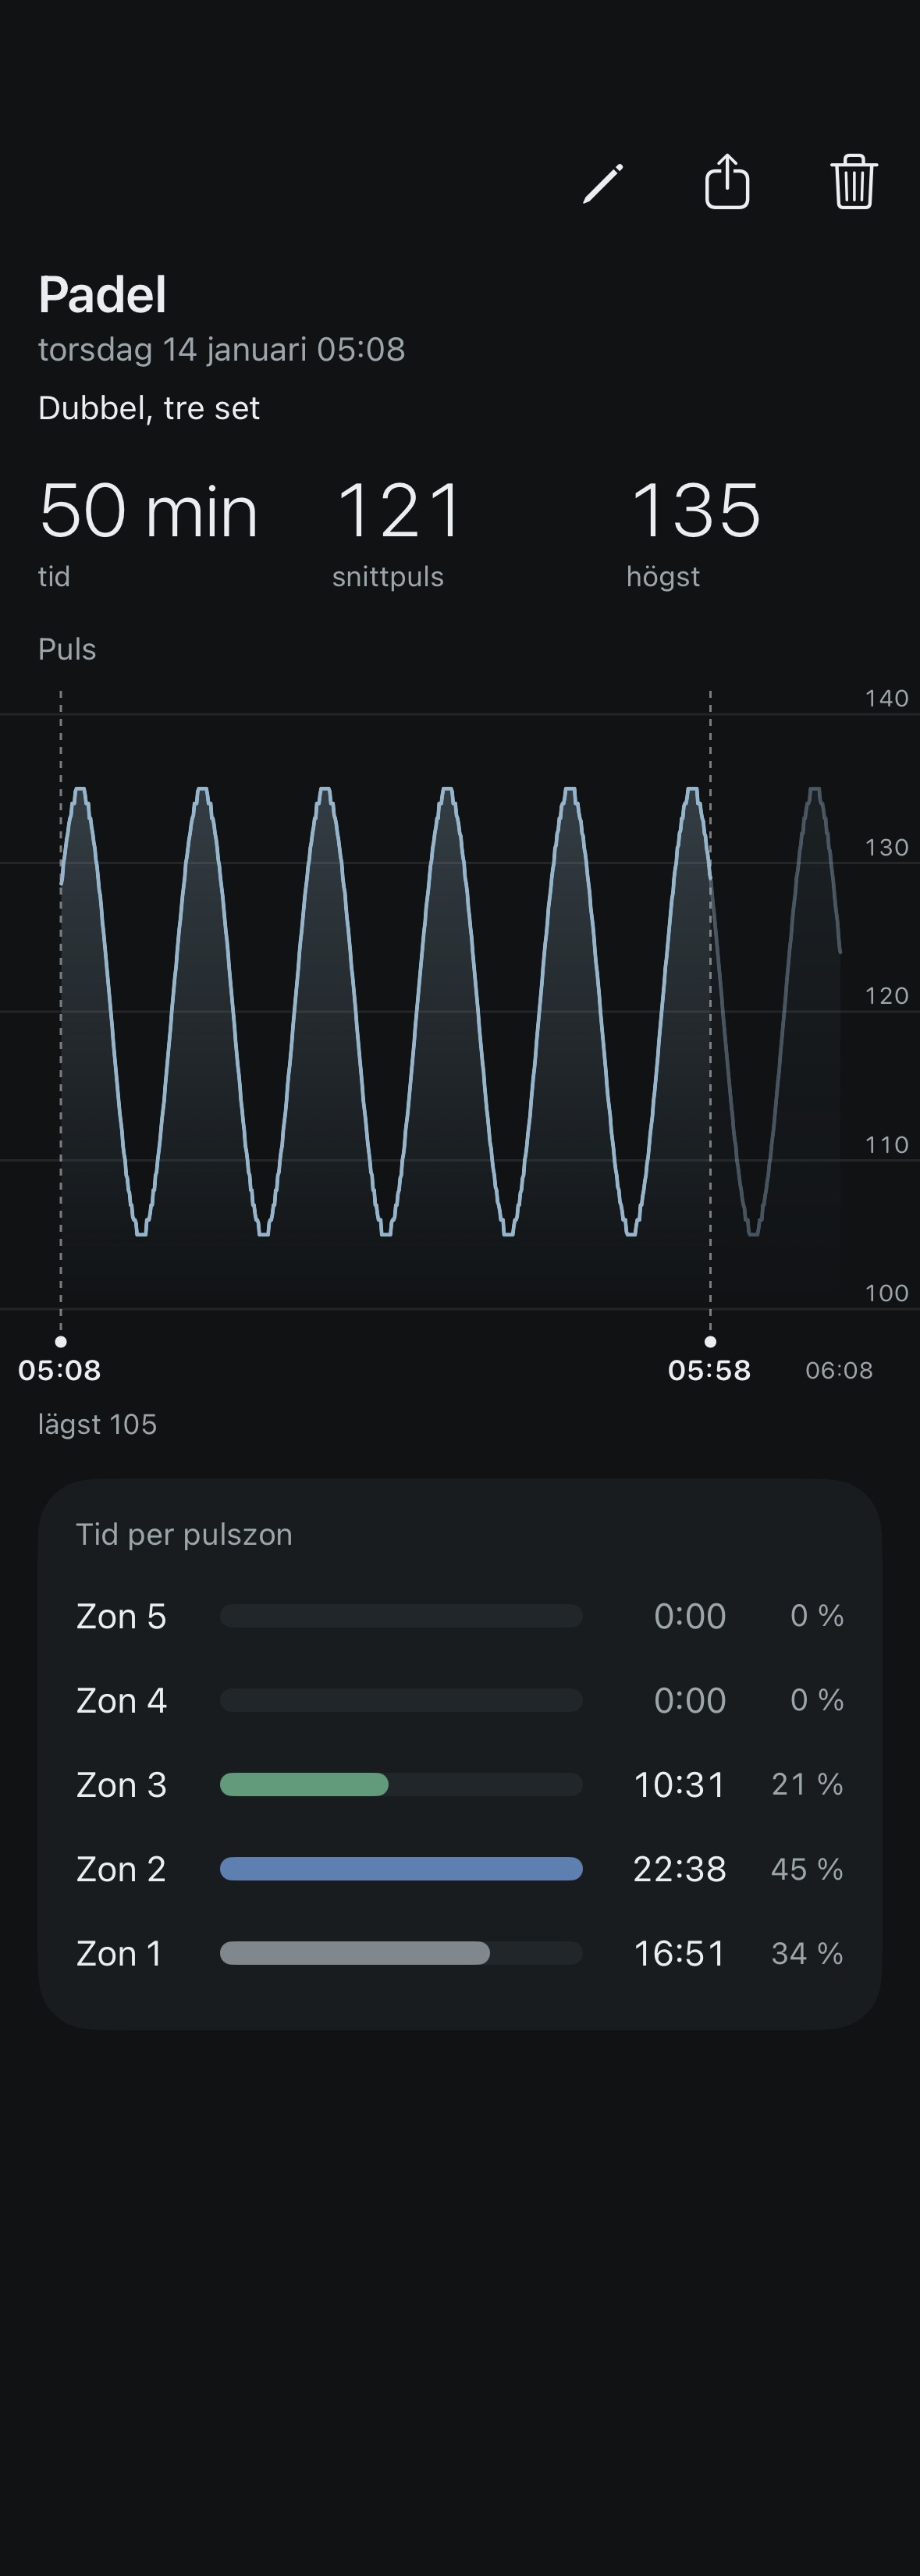 Padel
torsdag 14 januari 05:08
Dubbel, tre set
50 min 121 135
tid snittpuls högst
Puls
140
130
120
110
100
05:08 05:58 06:08
lägst 105
Tid per pulszon
Zon 5 0:00 0 %
Zon 4 0:00 0 %
Zon 3 10:31 21 %
Zon 2 22:38 45 %
Zon 1 16:51 34 %